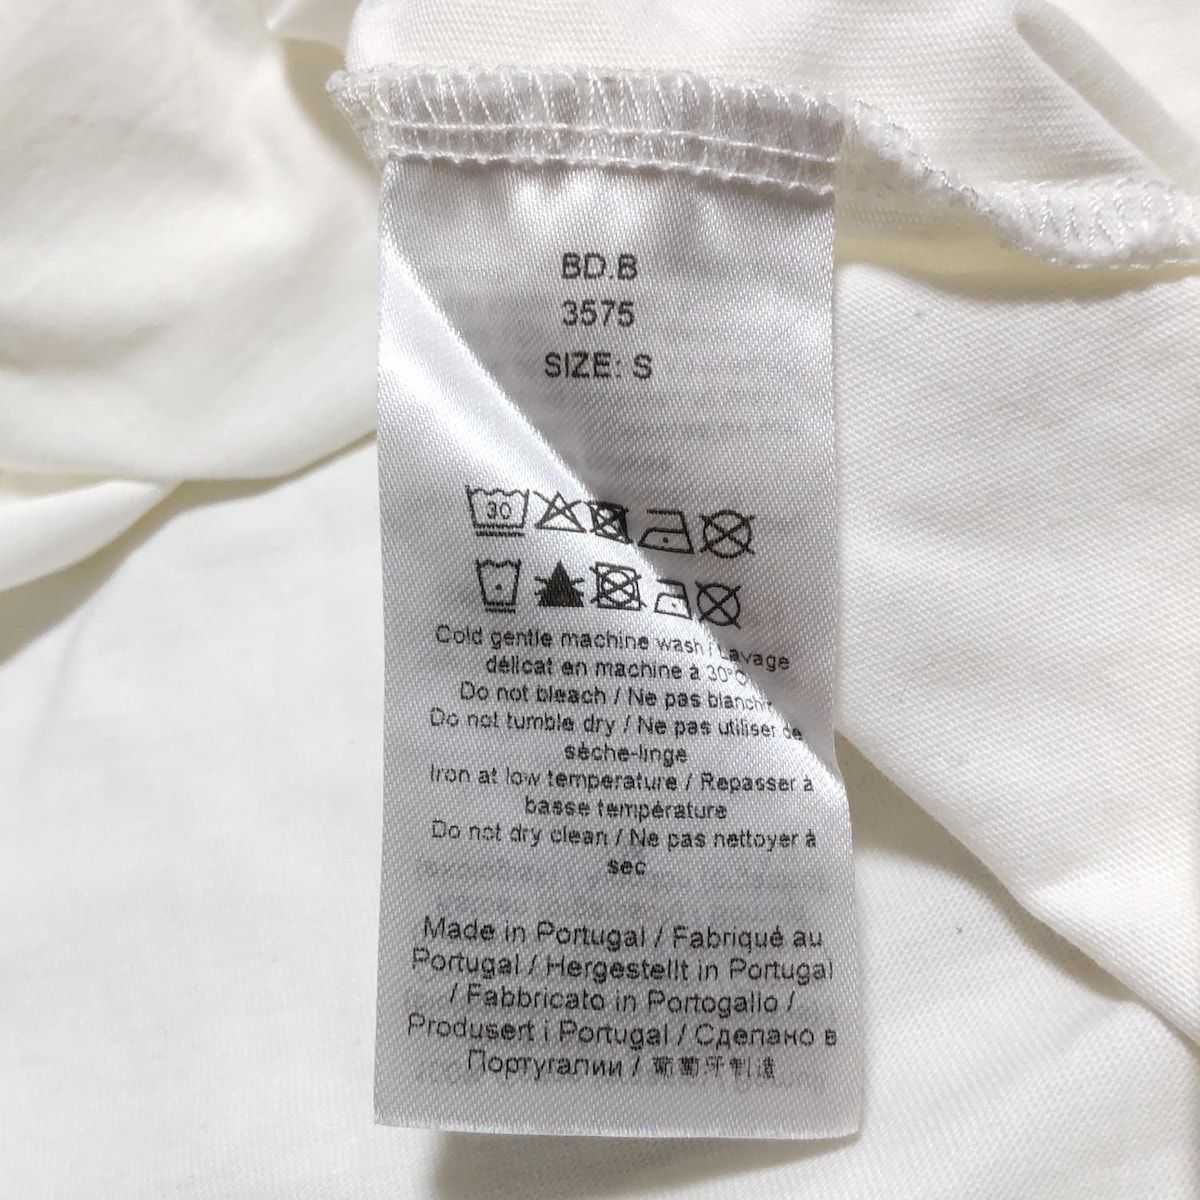 BD.B
3575
SIZE: S
30
Cold gentle machine wash / Lavage
délicat en machine à 30°C
Do not bleach / Ne pas blanchir
Do not tumble dry / Ne pas utiliser de
sèche-linge
Iron at low temperature / Repasser à
basse température
Do not dry clean / Ne pas nettoyer à
sec
Made in Portugal / Fabriqué au
Portugal / Hergestellt in Portugal
/ Fabbricato in Portogallo /
Produsert i Portugal / Сделано в
Португалии / 葡萄牙制造